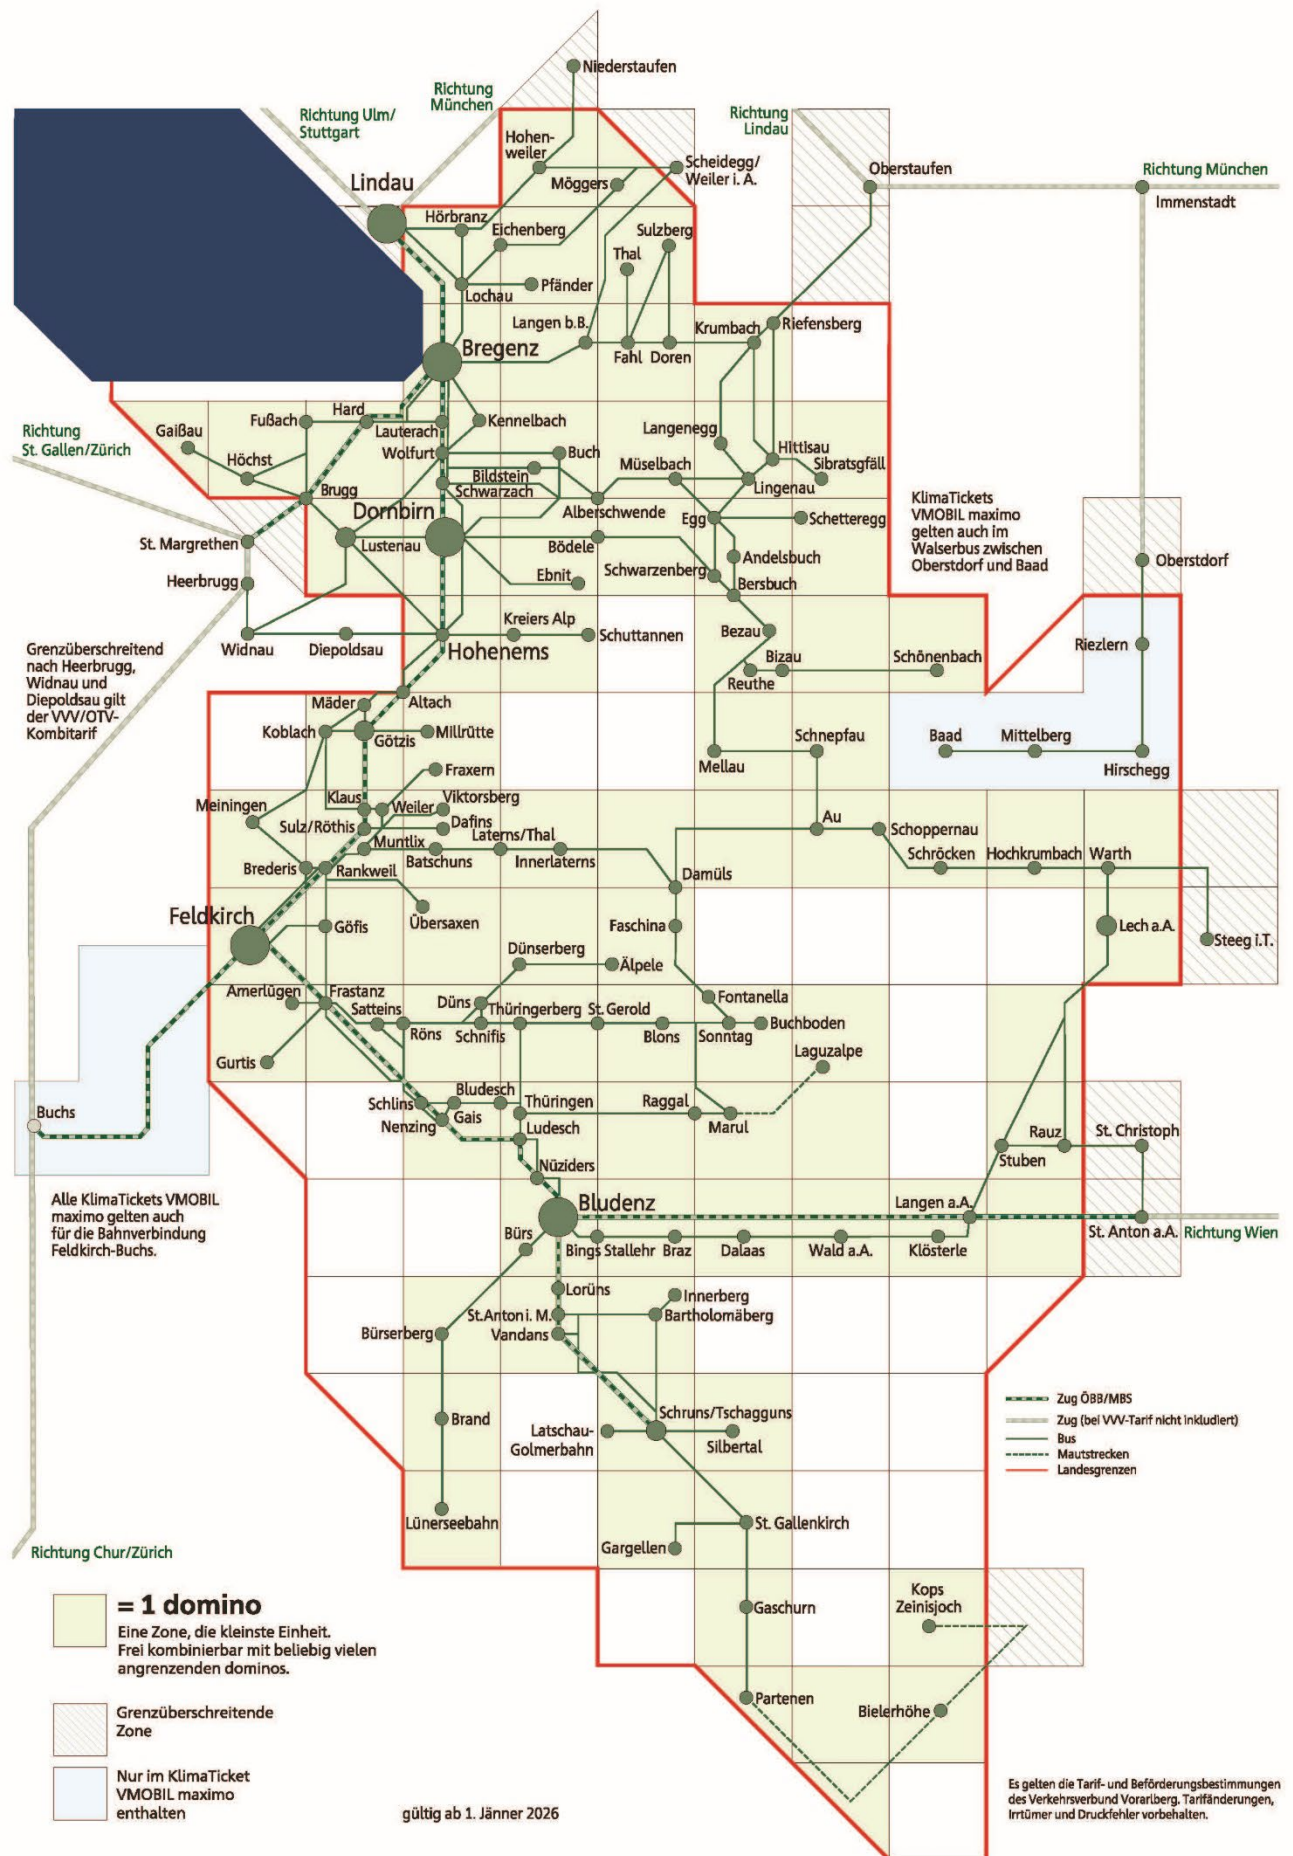 Niederstaufen
Richtung
München
Richtung Ulm/
Stuttgart
Richtung
Lindau
Hohen-
weiler
Scheidegg/
Weiler i. A.
Oberstaufen
Richtung München
Möggers
Lindau
Immenstadt
Hörbranz
Eichenberg
Sulzberg
Thal
Lochau
Pfänder
Langen b.B.
Krumbach
Riefensberg
Bregenz
Fahl
Doren
Hard
Fußach
Kennelbach
Gaißau
Lauterach
Richtung
St. Gallen/Zürich
Langenegg
Hittisau
Wolfurt
Buch
Höchst
Bildstein
Müselbach
Sibratsgfäll
Schwarzach
Lingenau
Brugg
Alberschwende
KlimaTickets
VMOBIL maximo
gelten auch im
Walserbus zwischen
Oberstdorf und Baad
Dornbirn
Egg
Schetteregg
St. Margrethen
Lustenau
Bödele
Andelsbuch
Oberstdorf
Heerbrugg
Ebnit
Schwarzenberg
Bersbuch
Kreiers Alp
Bezau
Widnau
Diepoldsau
Hohenems
Schuttannen
Riezlern
Grenzüberschreitend
nach Heerbrugg,
Widnau und
Diepoldsau gilt
der VVV/OTV-
Kombitarif
Bizau
Schönenbach
Reuthe
Mäder
Altach
Koblach
Götzis
Millrütte
Schnepfau
Baad
Mittelberg
Mellau
Hirschegg
Fraxern
Meiningen
Klaus
Weiler
Viktorsberg
Sulz/Röthis
Dafins
Au
Schoppernau
Laterns/Thal
Muntlix
Batschuns
Innerlaterns
Schröcken
Hochkrumbach
Warth
Brederis
Rankweil
Damüls
Feldkirch
Übersaxen
Göfis
Faschina
Lech a.A.
Steeg i.T.
Dünserberg
Älpele
Amerlügen
Frastanz
Düns
Fontanella
Satteins
Thüringerberg
St. Gerold
Röns
Schnifis
Blons
Sonntag
Buchboden
Gurtis
Laguzalpe
Bludesch
Buchs
Schlins
Thüringen
Raggal
Gais
Marul
Nenzing
Ludesch
Rauz
St. Christoph
Stuben
Nüziders
Alle KlimaTickets VMOBIL
maximo gelten auch
für die Bahnverbindung
Feldkirch-Buchs.
Bludenz
Langen a.A.
St. Anton a.A.
Richtung Wien
Bürs
Bings
Stallehr
Braz
Dalaas
Wald a.A.
Klösterle
Lorüns
Innerberg
St.Anton i. M.
Bartholomäberg
Bürserberg
Vandans
Zug ÖBB/MBS
Zug (bei VVV-Tarif nicht inkludiert)
Bus
Mautstrecken
Landesgrenzen
Brand
Schruns/Tschagguns
Latschau-
Golmerbahn
Silbertal
Lünerseebahn
St. Gallenkirch
Gargellen
Richtung Chur/Zürich
Kops
Zeinisjoch
Gaschurn
= 1 domino
Eine Zone, die kleinste Einheit.
Frei kombinierbar mit beliebig vielen
angrenzenden dominos.
Partenen
Bielerhöhe
Grenzüberschreitende
Zone
Nur im KlimaTicket
VMOBIL maximo
enthalten
gültig ab 1. Jänner 2026
Es gelten die Tarif- und Beförderungsbestimmungen
des Verkehrsverbund Vorarlberg. Tarifänderungen,
Irrtümer und Druckfehler vorbehalten.